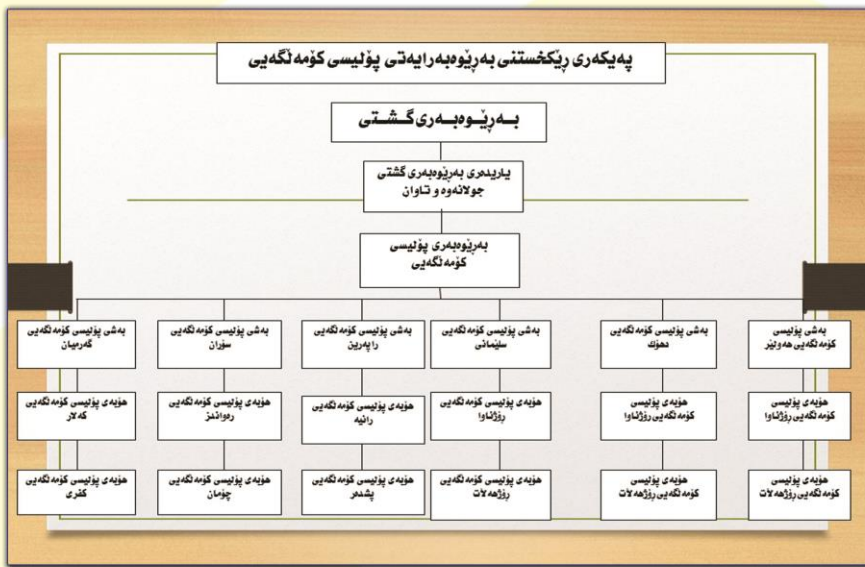 پەیکەری ڕێکخستنی بەڕێوەبەرایەتی پۆلیسی کۆمەڵگەیی
بەڕێوەبەری گشتی
یاریدەری بەڕێوەبەری گشتی
جولانەوە و تاوان
بەڕێوەبەری پۆلیسی
کۆمەڵگەیی
بەشی پۆلیسی
کۆمەڵگەیی هەولێر
بەشی پۆلیسی کۆمەڵگەیی
دهۆک
بەشی پۆلیسی کۆمەڵگەیی
سلێمانی
بەشی پۆلیسی کۆمەڵگەیی
راپەرین
بەشی پۆلیسی کۆمەڵگەیی
سۆران
بەشی پۆلیسی کۆمەڵگەیی
گەرمیان
هۆبەی پۆلیسی
کۆمەڵگەیی ڕۆژئاوا
هۆبەی پۆلیسی
کۆمەڵگەیی ڕۆژئاوا
هۆبەی پۆلیسی کۆمەڵگەیی
ڕۆژئاوا
هۆبەی پۆلیسی کۆمەڵگەیی
رانیە
هۆبەی پۆلیسی کۆمەڵگەیی
رەواندز
هۆبەی پۆلیسی کۆمەڵگەیی
کەلار
هۆبەی پۆلیسی
کۆمەڵگەیی ڕۆژهەڵات
هۆبەی پۆلیسی
کۆمەڵگەیی ڕۆژهەڵات
هۆبەی پۆلیسی کۆمەڵگەیی
ڕۆژهەڵات
هۆبەی پۆلیسی کۆمەڵگەیی
پشدەر
هۆبەی پۆلیسی کۆمەڵگەیی
چۆمان
هۆبەی پۆلیسی کۆمەڵگەیی
کفری